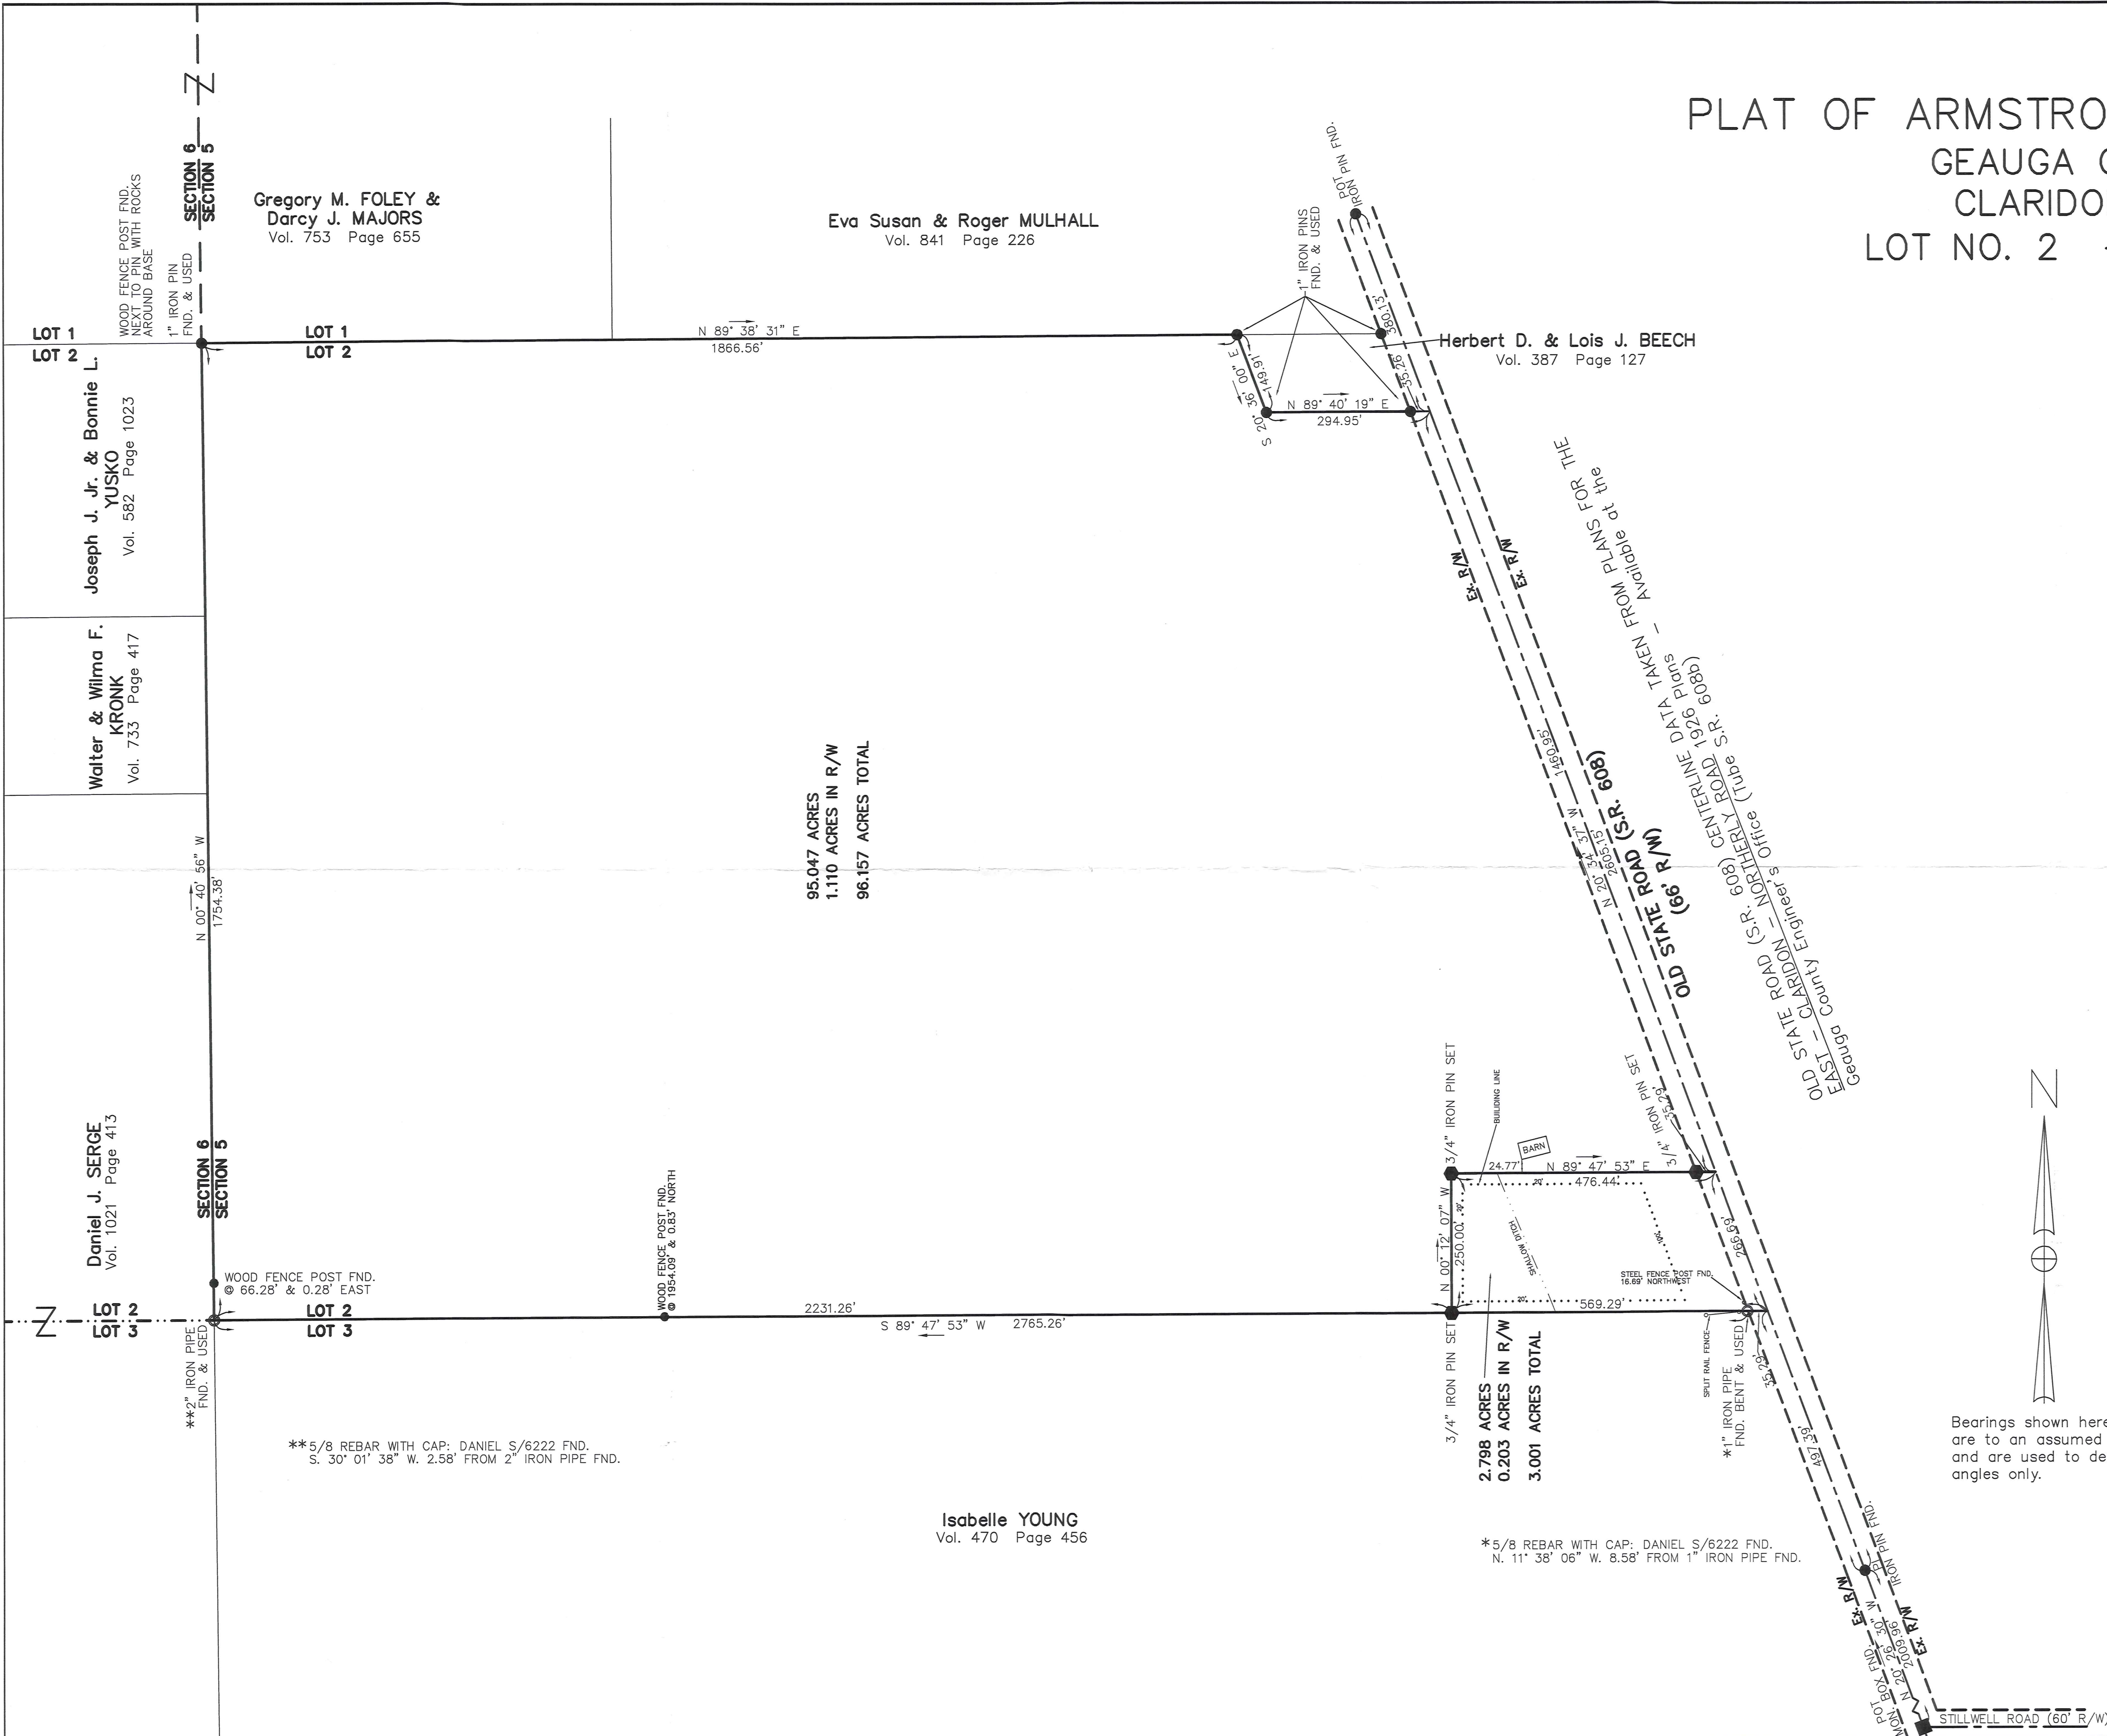 PLAT OF ARMSTRO
GEAUGA C
CLARIDO
LOT NO. 2
Z
SECTION 6
SECTION 5
WOOD FENCE POST FND.
NEXT TO PIN WITH ROCKS
AROUND BASE
1" IRON PIN
FND. & USED
Gregory M. FOLEY &
Darcy J. MAJORS
Vol. 753 Page 655
Eva Susan & Roger MULHALL
Vol. 841 Page 226
1" IRON PINS
FND. & USED
POT
IRON PIN FND.
LOT 1
LOT 2
LOT 1
LOT 2
N 89° 38' 31" E
1866.56'
380.13'
35.26'
Herbert D. & Lois J. BEECH
Vol. 387 Page 127
S 20° 36' 00" E
149.91'
N 89° 40' 19" E
294.95'
Joseph J. Jr. & Bonnie L.
YUSKO
Vol. 582 Page 1023
Walter & Wilma F.
KRONK
Vol. 733 Page 417
Ex. R/W
Ex. R/W
OLD STATE ROAD (S.R. 608) CENTERLINE DATA TAKEN FROM PLANS FOR THE
EAST - CLARIDON - NORTHERLY ROAD 1926 Plans - Available at the
Geauga County Engineer's Office (Tube S.R. 608b)
95.047 ACRES
1.110 ACRES IN R/W
96.157 ACRES TOTAL
N 00° 40' 56" W
1754.38'
1460.95'
N 20° 34' 37" W
2605.15'
OLD STATE ROAD (S.R. 608)
(66' R/W)
Daniel J. SERGE
Vol. 1021 Page 413
SECTION 6
SECTION 5
WOOD FENCE POST FND.
@ 66.28' & 0.28' EAST
WOOD FENCE POST FND.
@ 1954.09' & 0.83' NORTH
3/4" IRON PIN SET
BUILIDING LINE
BARN
24.77'
N 89° 47' 53" E
476.44'
3/4" IRON PIN SET
35.29'
N 00° 12' 07" W
250.00'
20'
20'
20'
SHALLOW DITCH
STEEL FENCE POST FND.
16.69' NORTHWEST
266.69'
569.29'
N
Z
LOT 2
LOT 3
LOT 2
LOT 3
2231.26'
S 89° 47' 53" W 2765.26'
**2" IRON PIPE
FND. & USED
3/4" IRON PIN SET
2.798 ACRES
0.203 ACRES IN R/W
3.001 ACRES TOTAL
SPLIT RAIL FENCE
*1" IRON PIPE
FND. BENT & USED
35.29'
497.39'
** 5/8 REBAR WITH CAP: DANIEL S/6222 FND.
S. 30° 01' 38" W. 2.58' FROM 2" IRON PIPE FND.
Bearings shown here
are to an assumed
and are used to de
angles only.
Isabelle YOUNG
Vol. 470 Page 456
* 5/8 REBAR WITH CAP: DANIEL S/6222 FND.
N. 11° 38' 06" W. 8.58' FROM 1" IRON PIPE FND.
PI
IRON PIN FND.
Ex. R/W
Ex. R/W
N 20° 26' 30" W
2009.96
POT
MON. BOX FND.
STILLWELL ROAD (60' R/W)